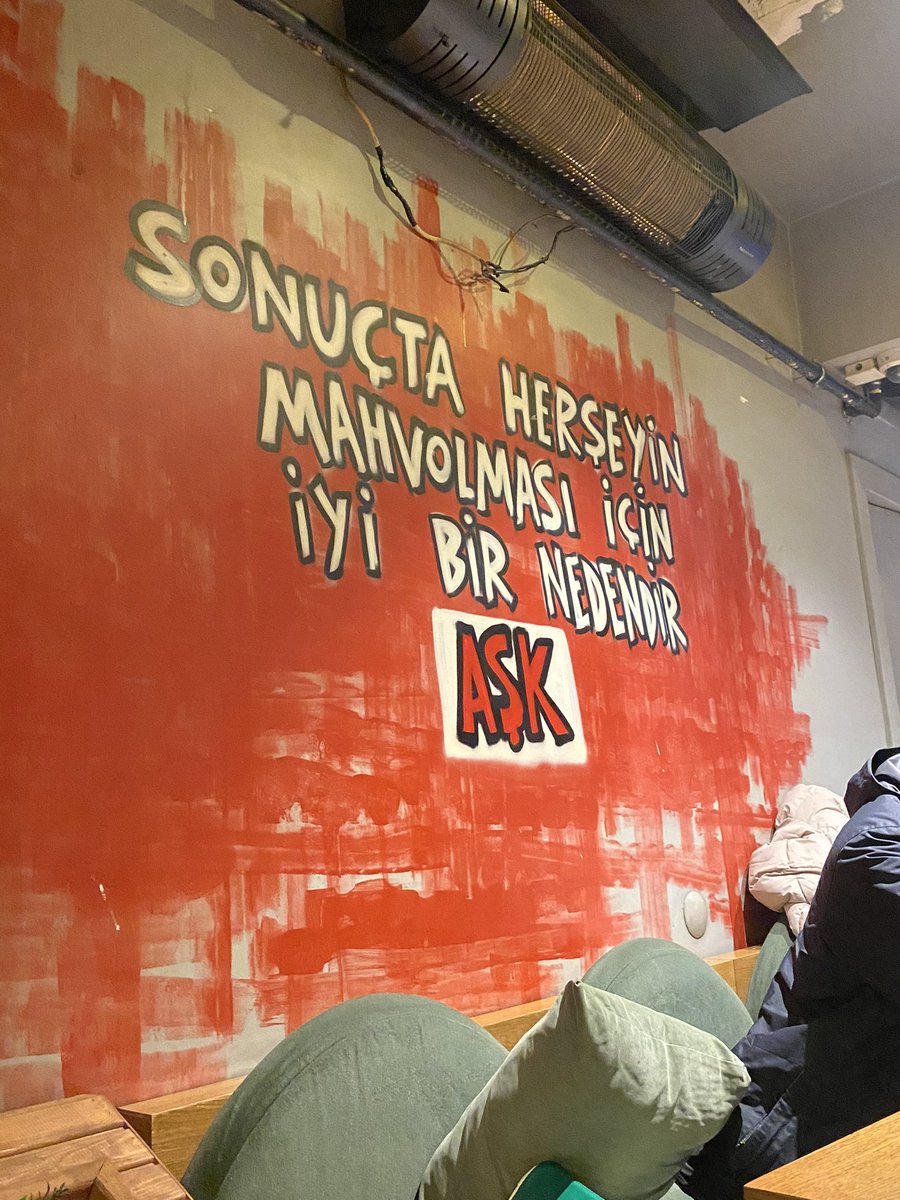 SONUÇTA HERŞEYİN
MAHVOLMASI İÇİN
İYİ BİR NEDENDİR
AŞK